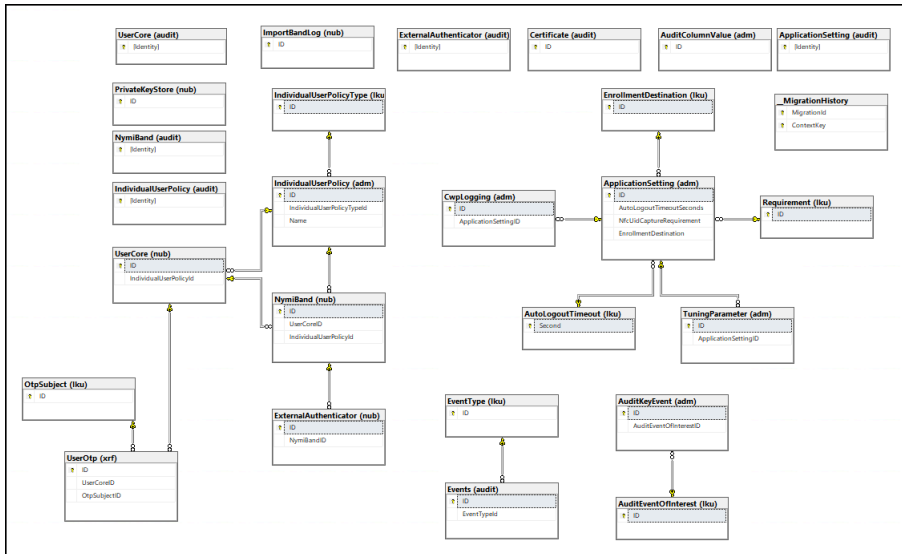 UserCore (audit)
[Identity]
ImportBandLog (nub)
ID
ExternalAuthenticator (audit)
[Identity]
Certificate (audit)
ID
AuditColumnValue (adm)
ID
ApplicationSetting (audit)
[Identity]
PrivateKeyStore (nub)
ID
IndividualUserPolicyType (lku
ID
EnrollmentDestination (lku)
ID
__MigrationHistory
MigrationId
ContextKey
NymiBand (audit)
[Identity]
IndividualUserPolicy (audit)
[Identity]
IndividualUserPolicy (adm)
ID
IndividualUserPolicyTypeId
Name
CwpLogging (adm)
ID
ApplicationSettingID
ApplicationSetting (adm)
ID
AutoLogoutTimeoutSeconds
NfcUidCaptureRequirement
EnrollmentDestination
Requirement (lku)
ID
UserCore (nub)
ID
IndividualUserPolicyId
NymiBand (nub)
ID
UserCoreID
IndividualUserPolicyId
AutoLogoutTimeout (lku)
Second
TuningParameter (adm)
ID
ApplicationSettingID
OtpSubject (lku)
ID
ExternalAuthenticator (nub)
ID
NymiBandID
EventType (lku)
ID
AuditKeyEvent (adm)
ID
AuditEventOfInterestID
UserOtp (xrf)
ID
UserCoreID
OtpSubjectID
Events (audit)
ID
EventTypeId
AuditEventOfInterest (lku)
ID